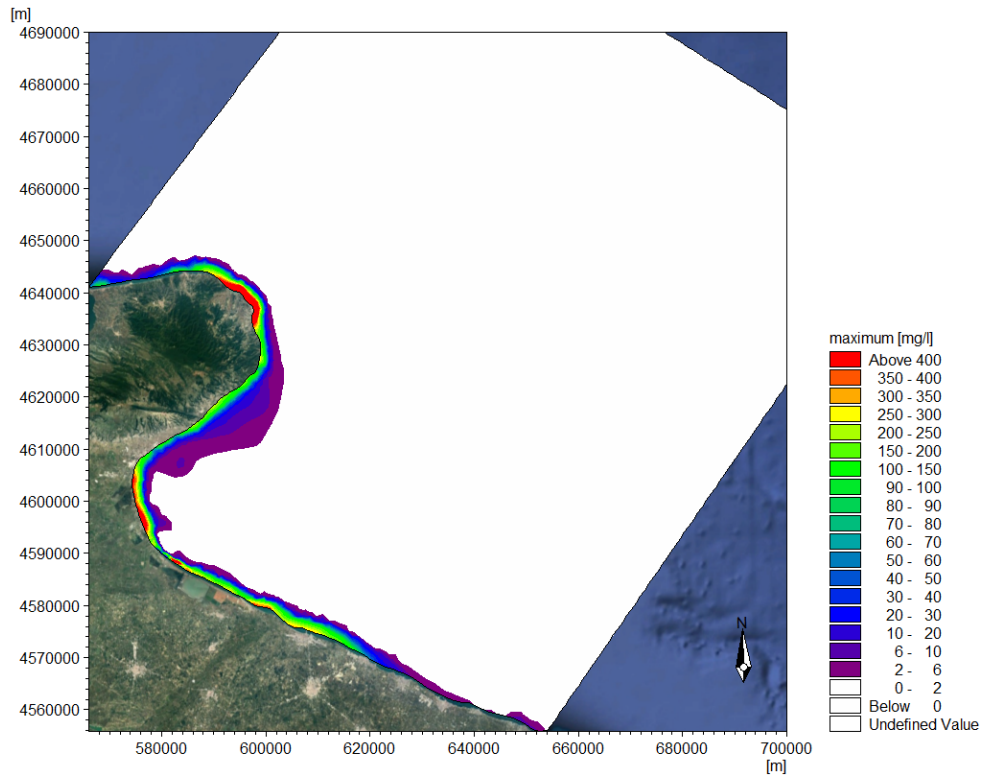 [m]
4690000
4680000
4670000
4660000
4650000
4640000
4630000
4620000
4610000
4600000
4590000
4580000
4570000
4560000
580000 600000 620000 640000 660000 680000 700000
[m]
N
maximum [mg/l]
Above 400
350 - 400
300 - 350
250 - 300
200 - 250
150 - 200
100 - 150
90 - 100
80 - 90
70 - 80
60 - 70
50 - 60
40 - 50
30 - 40
20 - 30
10 - 20
6 - 10
2 - 6
0 - 2
Below 0
Undefined Value